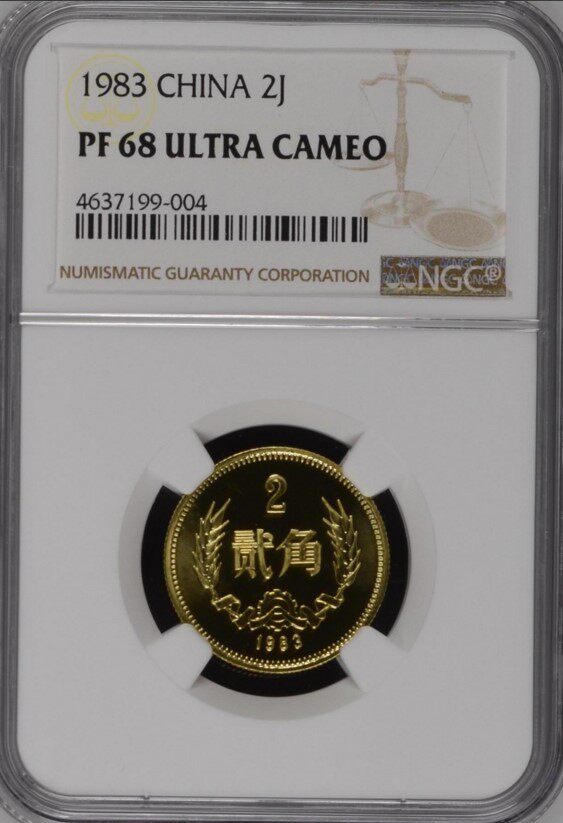 1983 CHINA 2J
PF 68 ULTRA CAMEO
4637199-004
NUMISMATIC GUARANTY CORPORATION
NGC®
2
贰角
1983